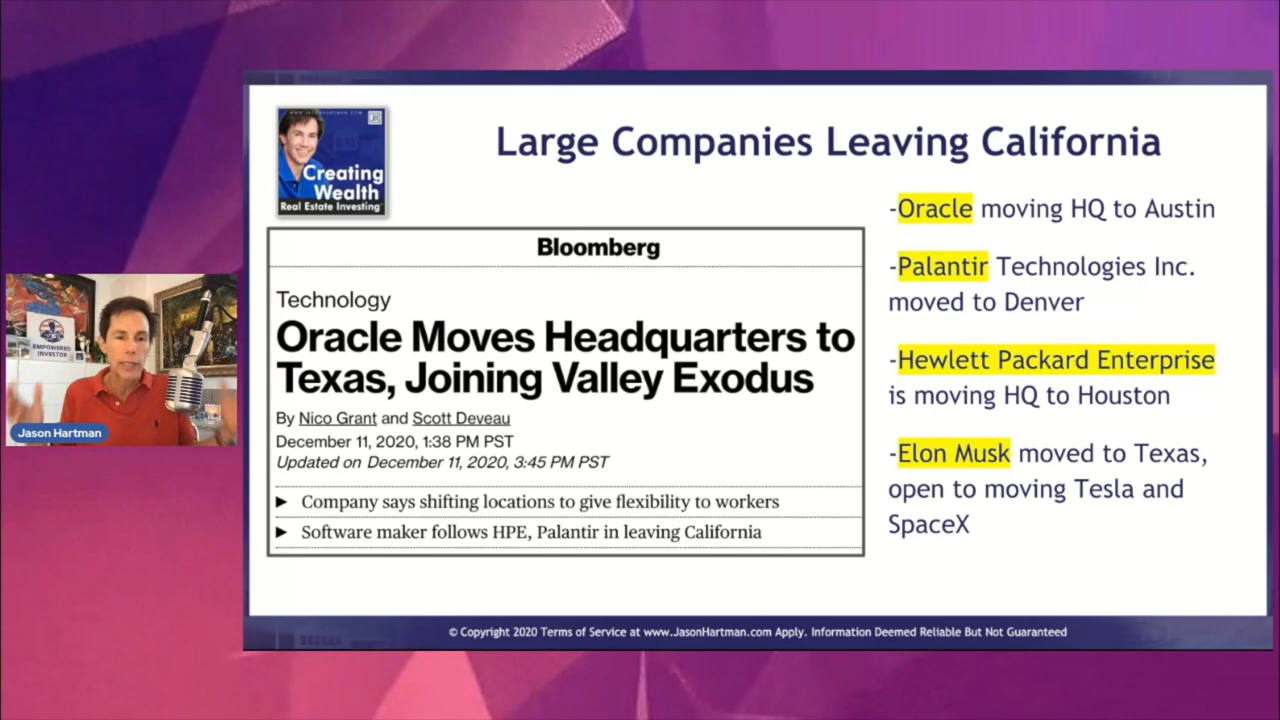 Large Companies Leaving California
Creating
Wealth
Real Estate Investing
Bloomberg
Technology
Oracle Moves Headquarters to
Texas, Joining Valley Exodus
By Nico Grant and Scott Deveau
December 11, 2020, 1:38 PM PST
Updated on December 11, 2020, 3:45 PM PST
► Company says shifting locations to give flexibility to workers
► Software maker follows HPE, Palantir in leaving California
-Oracle moving HQ to Austin
-Palantir Technologies Inc.
moved to Denver
-Hewlett Packard Enterprise
is moving HQ to Houston
-Elon Musk moved to Texas,
open to moving Tesla and
SpaceX
EMPOWERED
INVESTOR
Jason Hartman
© Copyright 2020 Terms of Service at www.JasonHartman.com Apply. Information Deemed Reliable But Not Guaranteed